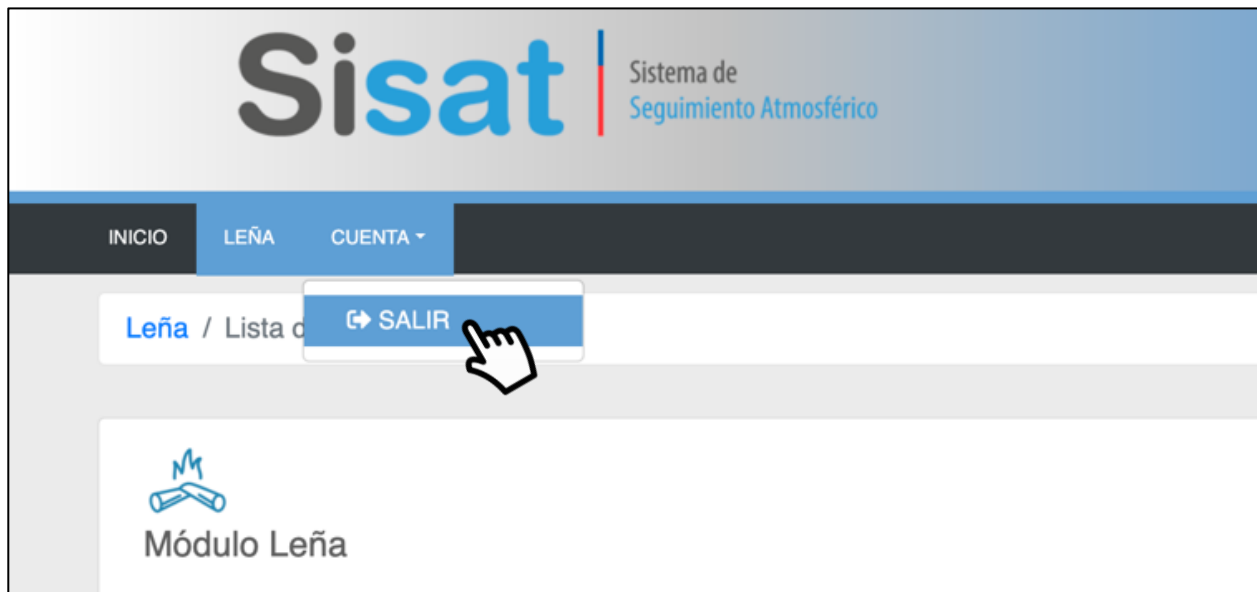 Sisat
Sistema de
Seguimiento Atmosférico
INICIO LEÑA CUENTA
SALIR
Leña / Lista
Módulo Leña